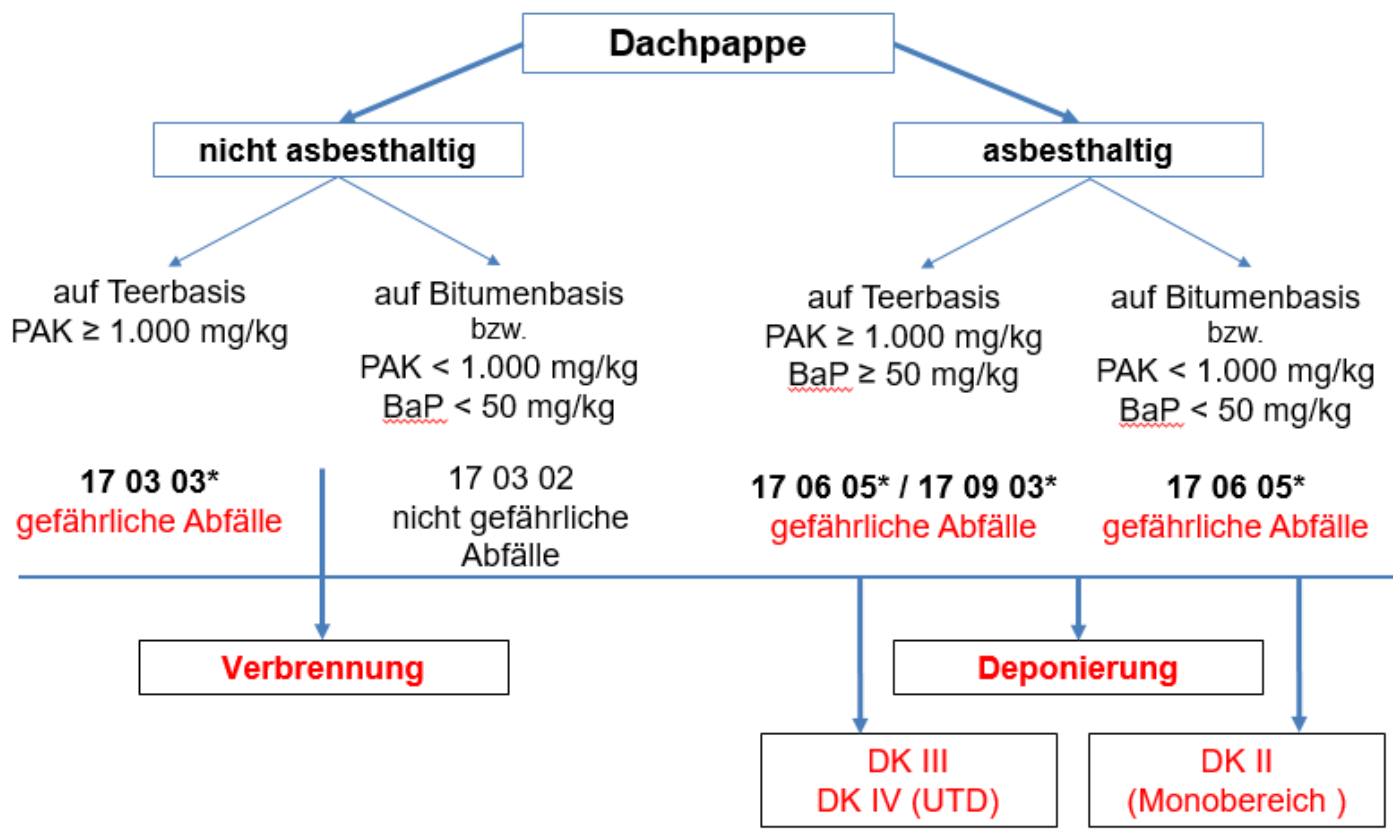 Dachpappe
nicht asbesthaltig
asbesthaltig
auf Teerbasis
PAK ≥ 1.000 mg/kg
auf Bitumenbasis
bzw.
PAK < 1.000 mg/kg
BaP < 50 mg/kg
auf Teerbasis
PAK ≥ 1.000 mg/kg
BaP ≥ 50 mg/kg
auf Bitumenbasis
bzw.
PAK < 1.000 mg/kg
BaP < 50 mg/kg
17 03 03*
gefährliche Abfälle
17 03 02
nicht gefährliche
Abfälle
17 06 05* / 17 09 03*
gefährliche Abfälle
17 06 05*
gefährliche Abfälle
Verbrennung
Deponierung
DK III
DK IV (UTD)
DK II
(Monobereich )